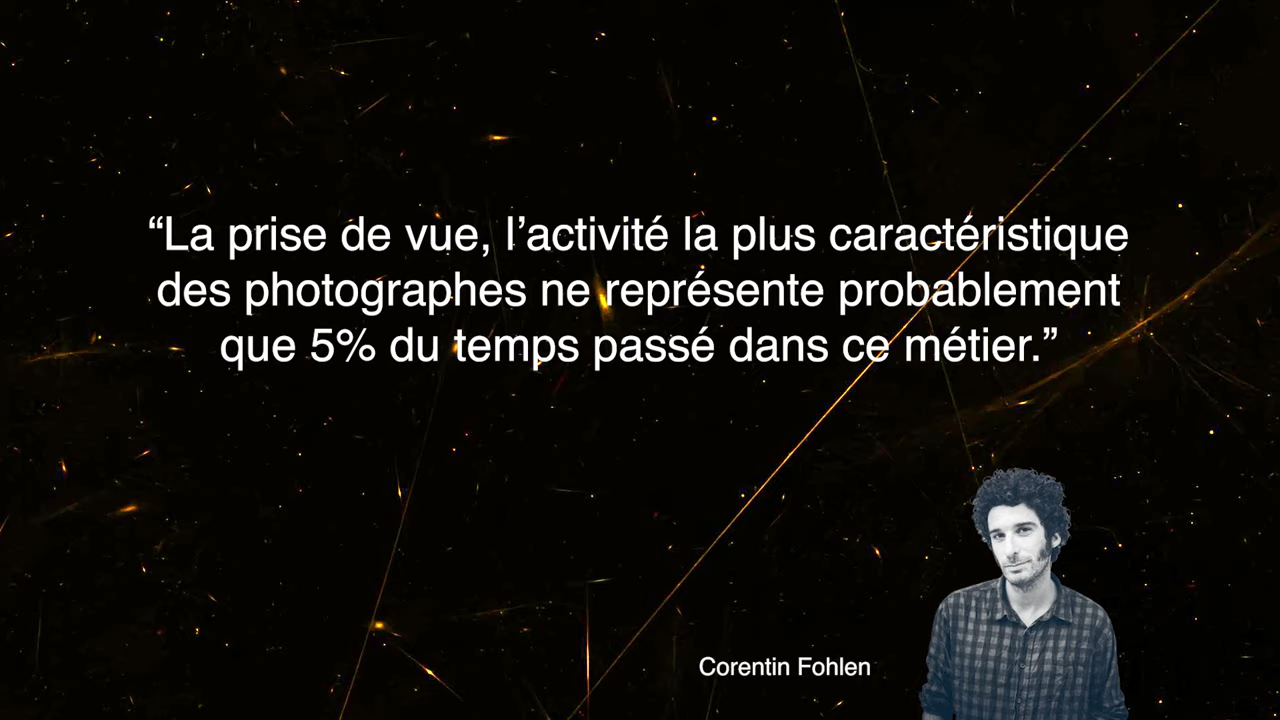 “La prise de vue, l’activité la plus caractéristique
des photographes ne représente probablement
que 5% du temps passé dans ce métier.”
Corentin Fohlen